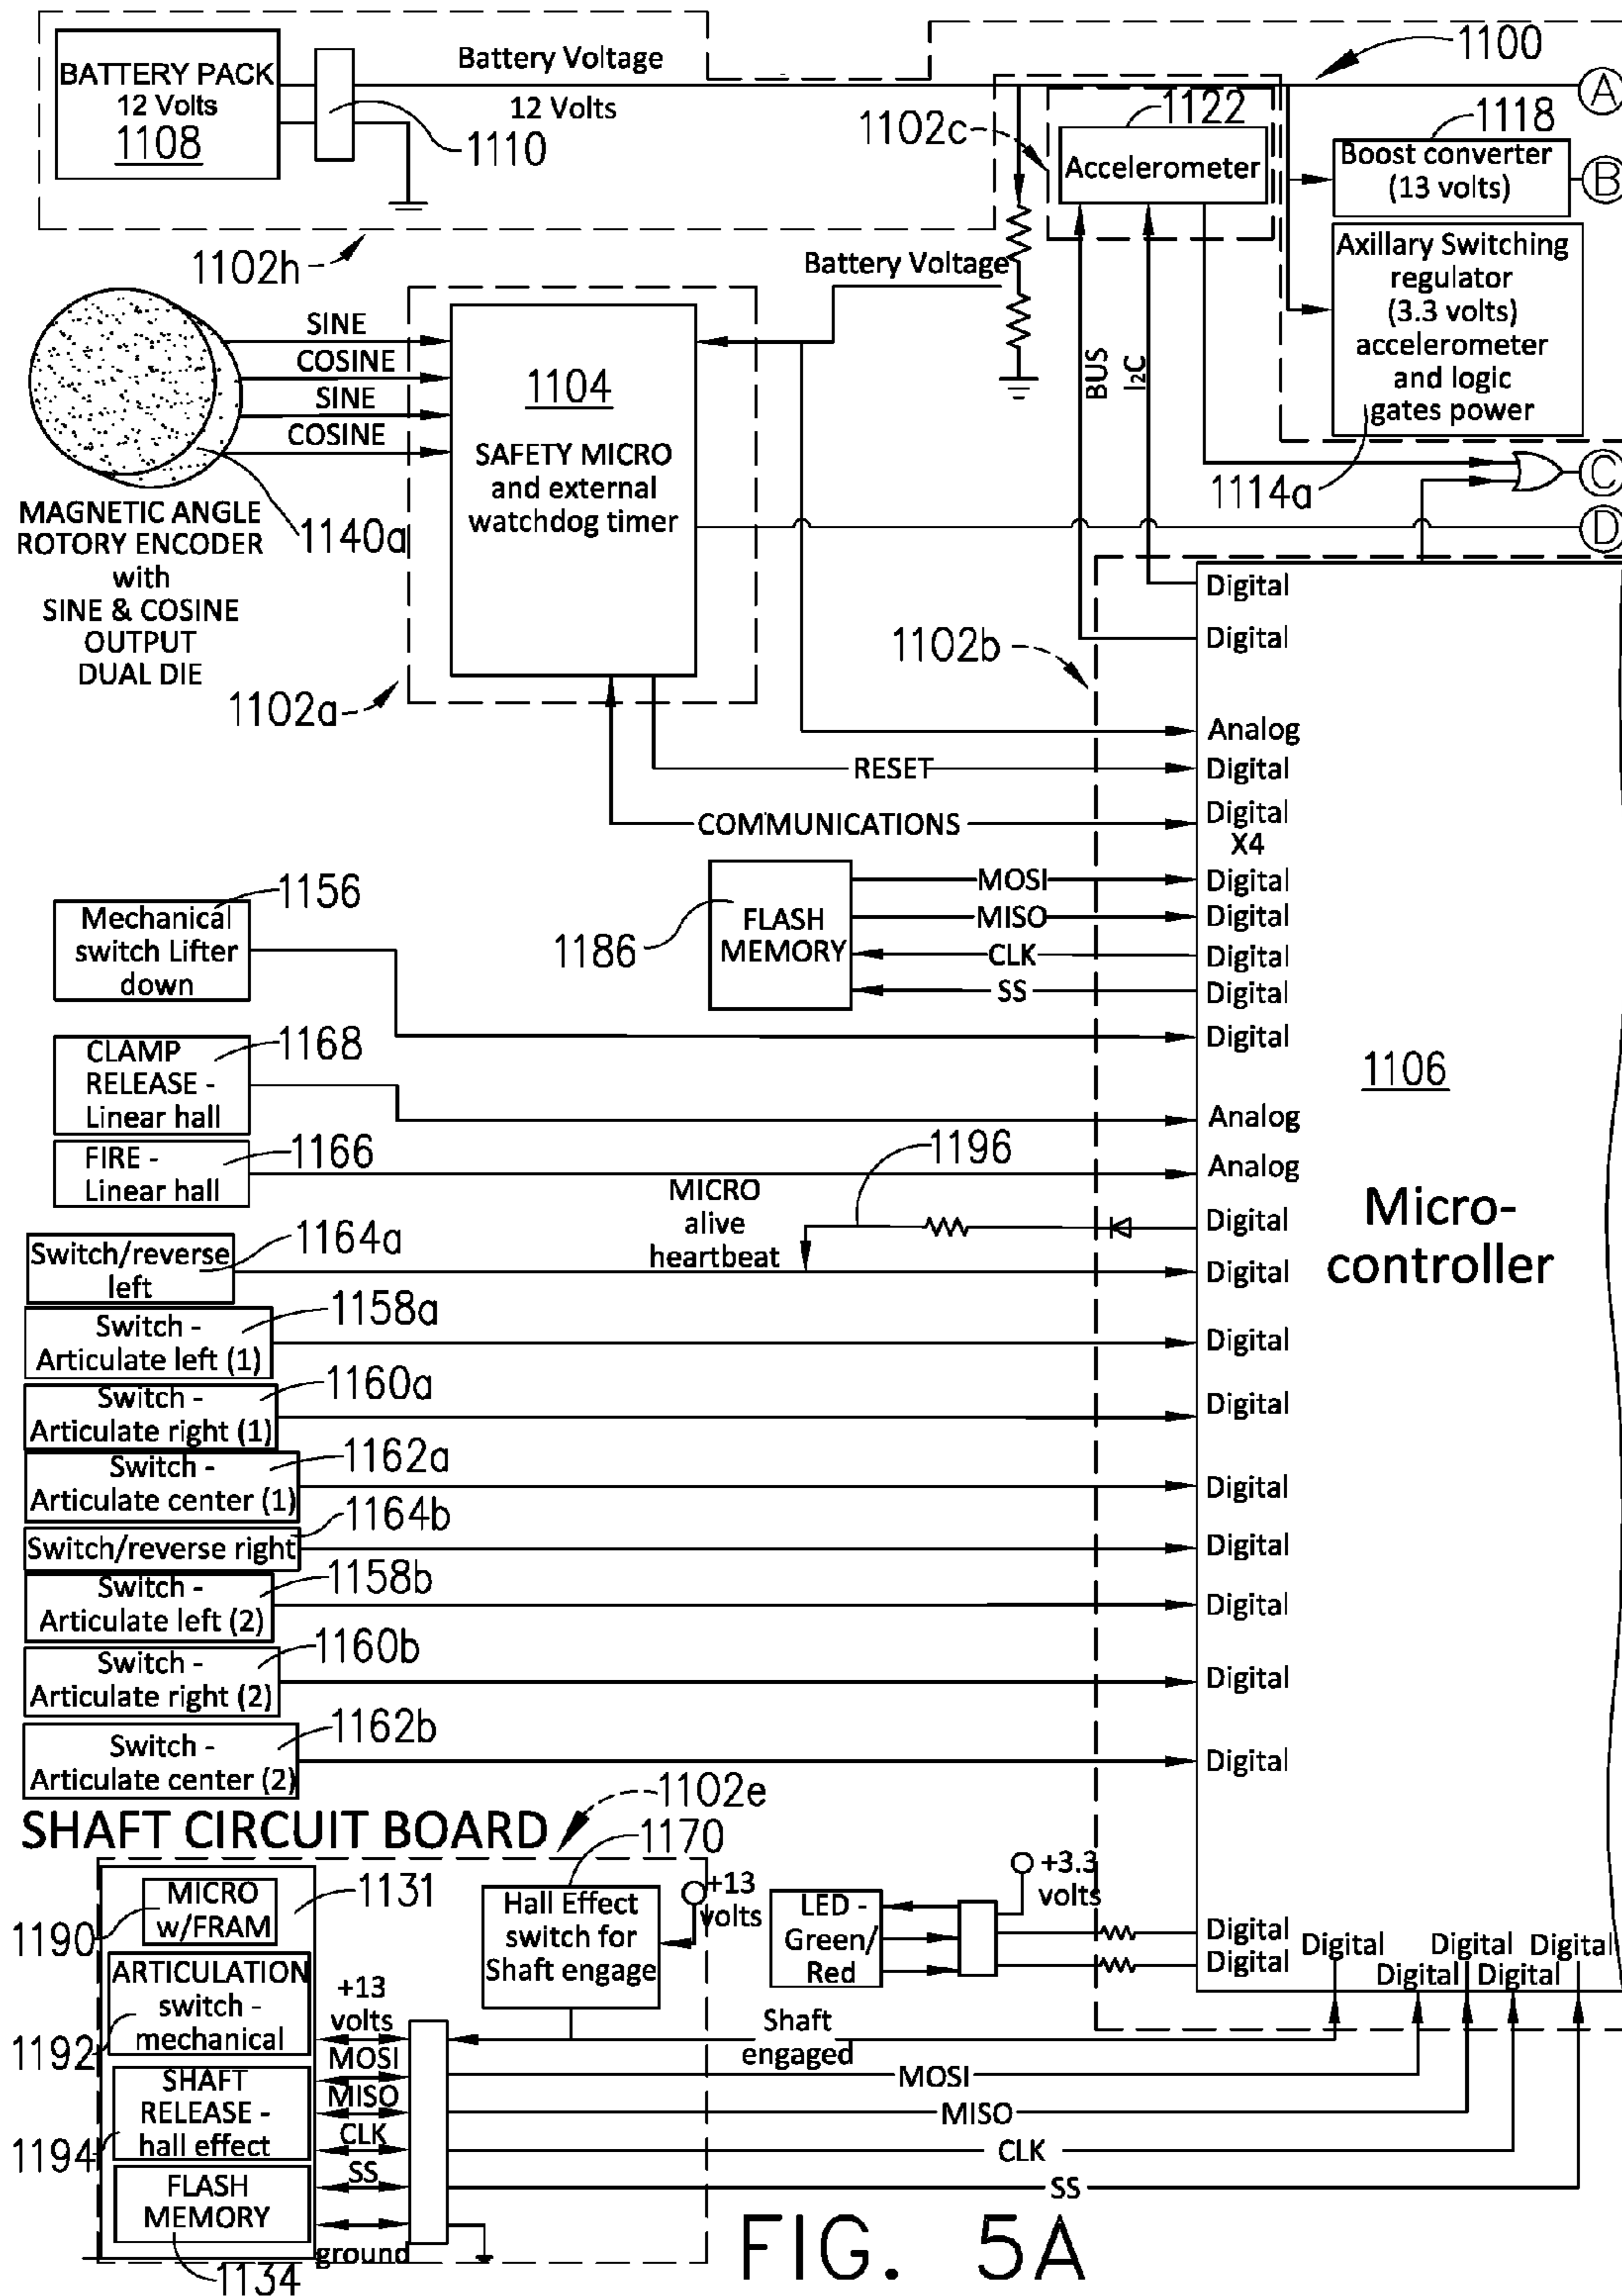 BATTERY PACK
12 Volts
1108
Battery Voltage
12 Volts
1110
1102h
1100
A
1102c
1122
Accelerometer
1118
Boost converter
(13 volts)
B
Axillary Switching
regulator
(3.3 volts)
accelerometer
and logic
gates power
1114a
C
D
Battery Voltage
BUS
I2C
SINE
COSINE
SINE
COSINE
1104
SAFETY MICRO
and external
watchdog timer
MAGNETIC ANGLE
ROTORY ENCODER
with
SINE & COSINE
OUTPUT
DUAL DIE
1140a
1102a
1102b
Digital
Digital
Analog
RESET
Digital
COMMUNICATIONS
Digital
X4
1186
FLASH
MEMORY
MOSI
Digital
MISO
Digital
CLK
Digital
SS
Digital
1156
Mechanical
switch Lifter
down
Digital
1168
CLAMP
RELEASE -
Linear hall
Analog
1166
FIRE -
Linear hall
Analog
1106
Micro-
controller
1196
MICRO
alive
heartbeat
Digital
1164a
Switch/reverse
left
Digital
1158a
Switch -
Articulate left (1)
Digital
1160a
Switch -
Articulate right (1)
Digital
1162a
Switch -
Articulate center (1)
Digital
1164b
Switch/reverse right
Digital
1158b
Switch -
Articulate left (2)
Digital
1160b
Switch -
Articulate right (2)
Digital
1162b
Switch -
Articulate center (2)
Digital
SHAFT CIRCUIT BOARD
1102e
1170
1131
MICRO
w/FRAM
1190
ARTICULATION
switch -
mechanical
1192
SHAFT
RELEASE -
hall effect
1194
FLASH
MEMORY
1134
+13
volts
MOSI
MISO
CLK
SS
ground
Hall Effect
switch for
Shaft engage
+13
volts
LED -
Green/
Red
+3.3
volts
Digital
Digital
Digital
Digital
Digital
Digital
Digital
Shaft
engaged
MOSI
MISO
CLK
SS
FIG. 5A